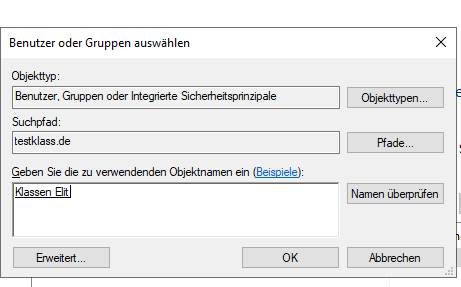 Benutzer oder Gruppen auswählen
Objekttyp:
Benutzer, Gruppen oder Integrierte Sicherheitsprinzipale
Objekttypen...
Suchpfad:
testklass.de
Pfade...
Geben Sie die zu verwendenden Objektnamen ein (Beispiele):
Klassen Elit
Namen überprüfen
Erweitert...
OK
Abbrechen